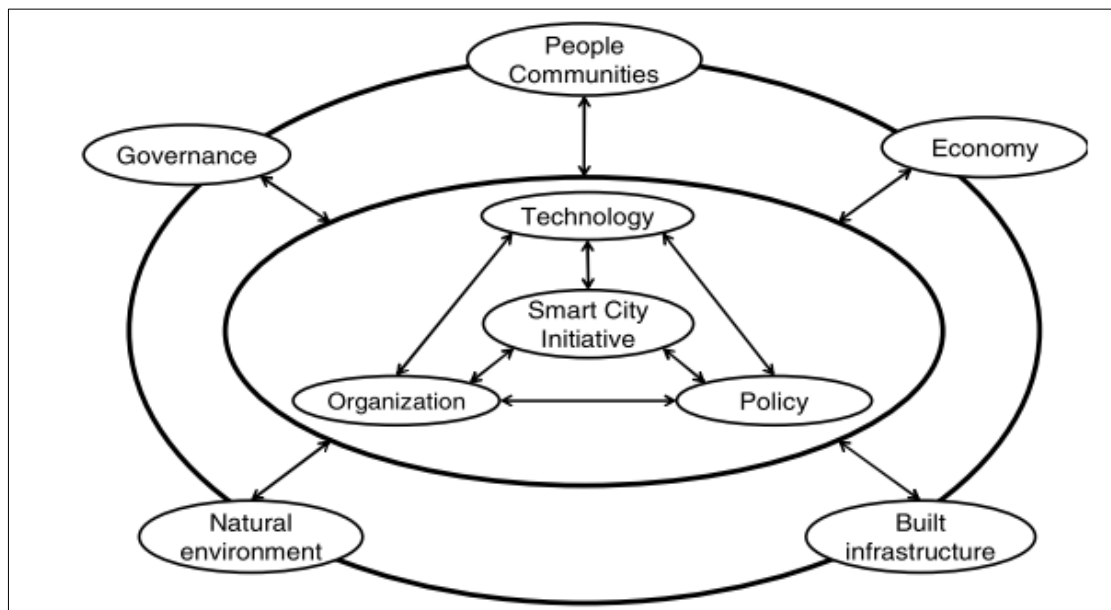 People
Communities
Governance
Economy
Technology
Smart City
Initiative
Organization
Policy
Natural
environment
Built
infrastructure